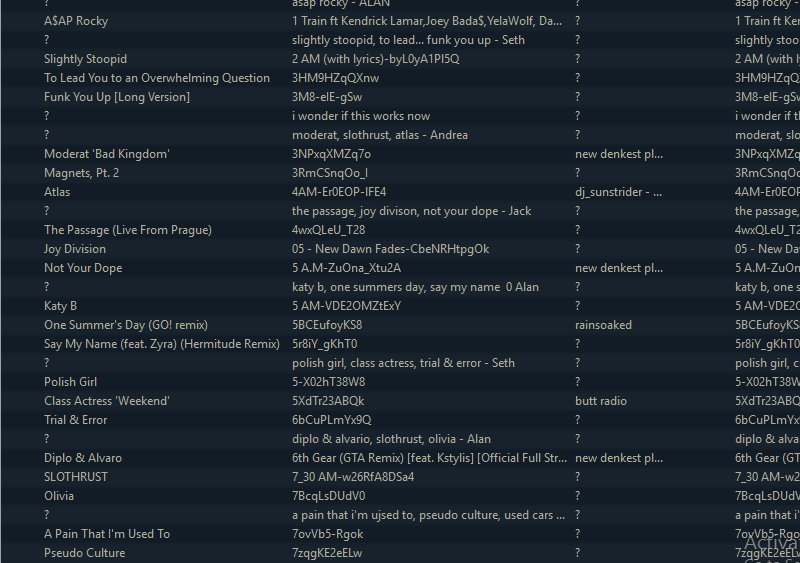 ? asap rocky - ALAN ? asap rocky -
A$AP Rocky 1 Train ft Kendrick Lamar,Joey Bada$,YelaWolf, Da... ? 1 Train ft Ken
? slightly stoopid, to lead... funk you up - Seth ? slightly stoo
Slightly Stoopid 2 AM (with lyrics)-byL0yA1PI5Q ? 2 AM (with ly
To Lead You to an Overwhelming Question 3HM9HZqQXnw ? 3HM9HZqQX
Funk You Up [Long Version] 3M8-elE-gSw ? 3M8-elE-gSw
? i wonder if this works now ? i wonder if th
? moderat, slothrust, atlas - Andrea ? moderat, slo
Moderat 'Bad Kingdom' 3NPxqXMZq7o new denkest pl... 3NPxqXMZq
Magnets, Pt. 2 3RmCSnqOo_I ? 3RmCSnqOo
Atlas 4AM-Er0EOP-IFE4 dj_sunstrider - ... 4AM-Er0EOP-
? the passage, joy divison, not your dope - Jack ? the passage,
The Passage (Live From Prague) 4wxQLeU_T28 ? 4wxQLeU_T2
Joy Division 05 - New Dawn Fades-CbeNRHtpgOk ? 05 - New Da
Not Your Dope 5 A.M-ZuOna_Xtu2A new denkest pl... 5 A.M-ZuOn
? katy b, one summers day, say my name 0 Alan ? katy b, one s
Katy B 5 AM-VDE2OMZtExY ? 5 AM-VDE2O
One Summer's Day (GO! remix) 5BCEufoyKS8 rainsoaked 5BCEufoyKS8
Say My Name (feat. Zyra) (Hermitude Remix) 5r8iY_gKhT0 ? 5r8iY_gKhT0
? polish girl, class actress, trial & error - Seth ? polish girl, c
Polish Girl 5-X02hT38W8 ? 5-X02hT38W
Class Actress 'Weekend' 5XdTr23ABQk butt radio 5XdTr23ABQ
Trial & Error 6bCuPLmYx9Q ? 6bCuPLmYx
? diplo & alvario, slothrust, olivia - Alan ? diplo & alva
Diplo & Alvaro 6th Gear (GTA Remix) [feat. Kstylis] [Official Full Str... new denkest pl... 6th Gear (GT
SLOTHRUST 7_30 AM-w26RfA8DSa4 ? 7_30 AM-w2
Olivia 7BcqLsDUdV0 ? 7BcqLsDUdV
? a pain that i'm ujsed to, pseudo culture, used cars ... ? a pain that i'
A Pain That I'm Used To 7ovVb5-Rgok ? 7ovVb5-Rgo
Activa
Pseudo Culture 7zqgKE2eELw ? 7zqgKE2eELw